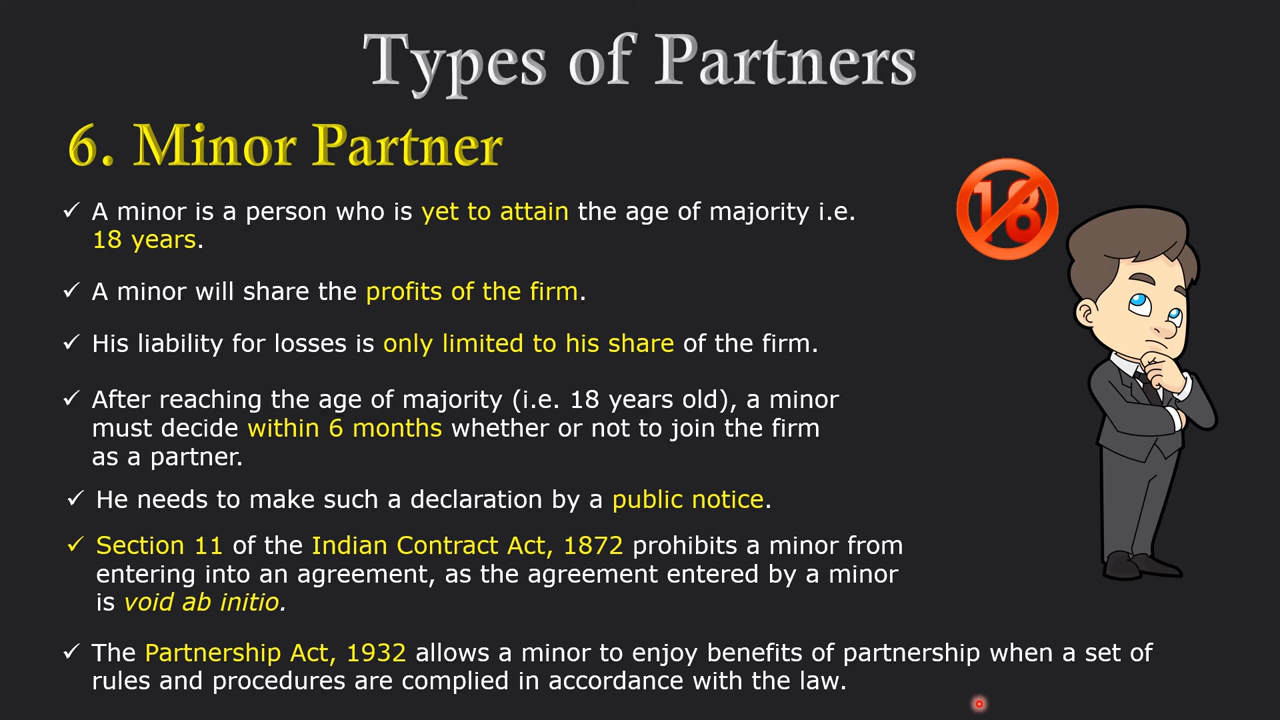 Types of Partners
6. Minor Partner
✓ A minor is a person who is yet to attain the age of majority i.e.
18 years.
✓ A minor will share the profits of the firm.
✓ His liability for losses is only limited to his share of the firm.
✓ After reaching the age of majority (i.e. 18 years old), a minor
must decide within 6 months whether or not to join the firm
as a partner.
✓ He needs to make such a declaration by a public notice.
✓ Section 11 of the Indian Contract Act, 1872 prohibits a minor from
entering into an agreement, as the agreement entered by a minor
is void ab initio.
✓ The Partnership Act, 1932 allows a minor to enjoy benefits of partnership when a set of
rules and procedures are complied in accordance with the law.
18